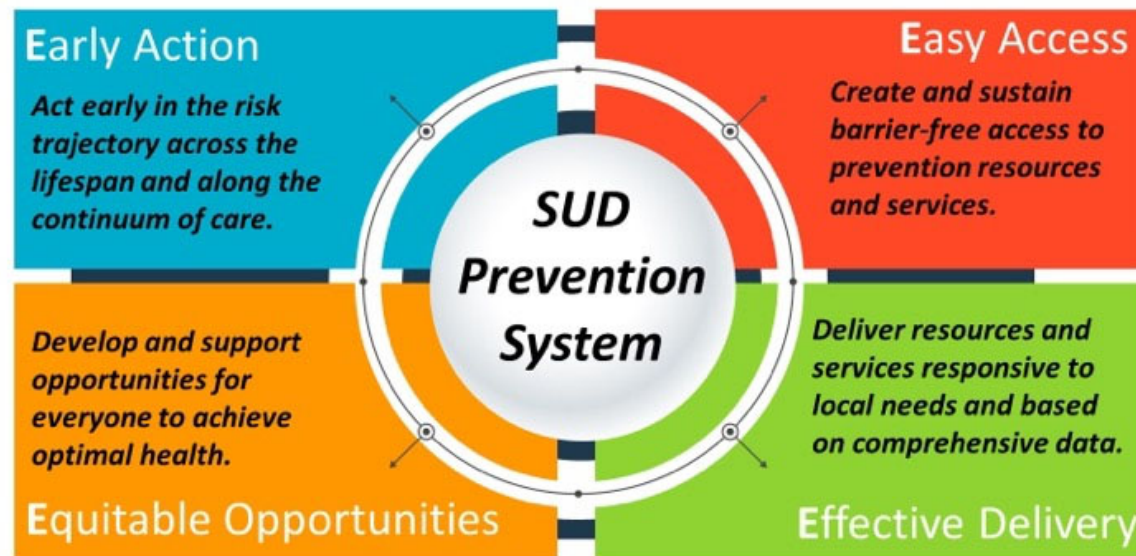 Early Action
Act early in the risk
trajectory across the
lifespan and along the
continuum of care.
Easy Access
Create and sustain
barrier-free access to
prevention resources
and services.
SUD
Prevention
System
Develop and support
opportunities for
everyone to achieve
optimal health.
Equitable Opportunities
Deliver resources and
services responsive to
local needs and based
on comprehensive data.
Effective Delivery